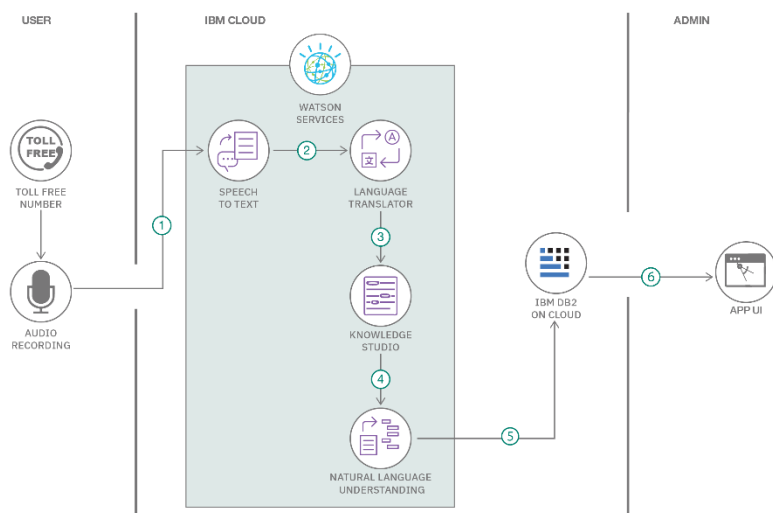 USER
IBM CLOUD
ADMIN
WATSON
SERVICES
TOLL
FREE
TOLL FREE
NUMBER
SPEECH
TO TEXT
2
A
文
LANGUAGE
TRANSLATOR
1
3
AUDIO
RECORDING
KNOWLEDGE
STUDIO
IBM DB2
ON CLOUD
6
APP UI
4
NATURAL LANGUAGE
UNDERSTANDING
5